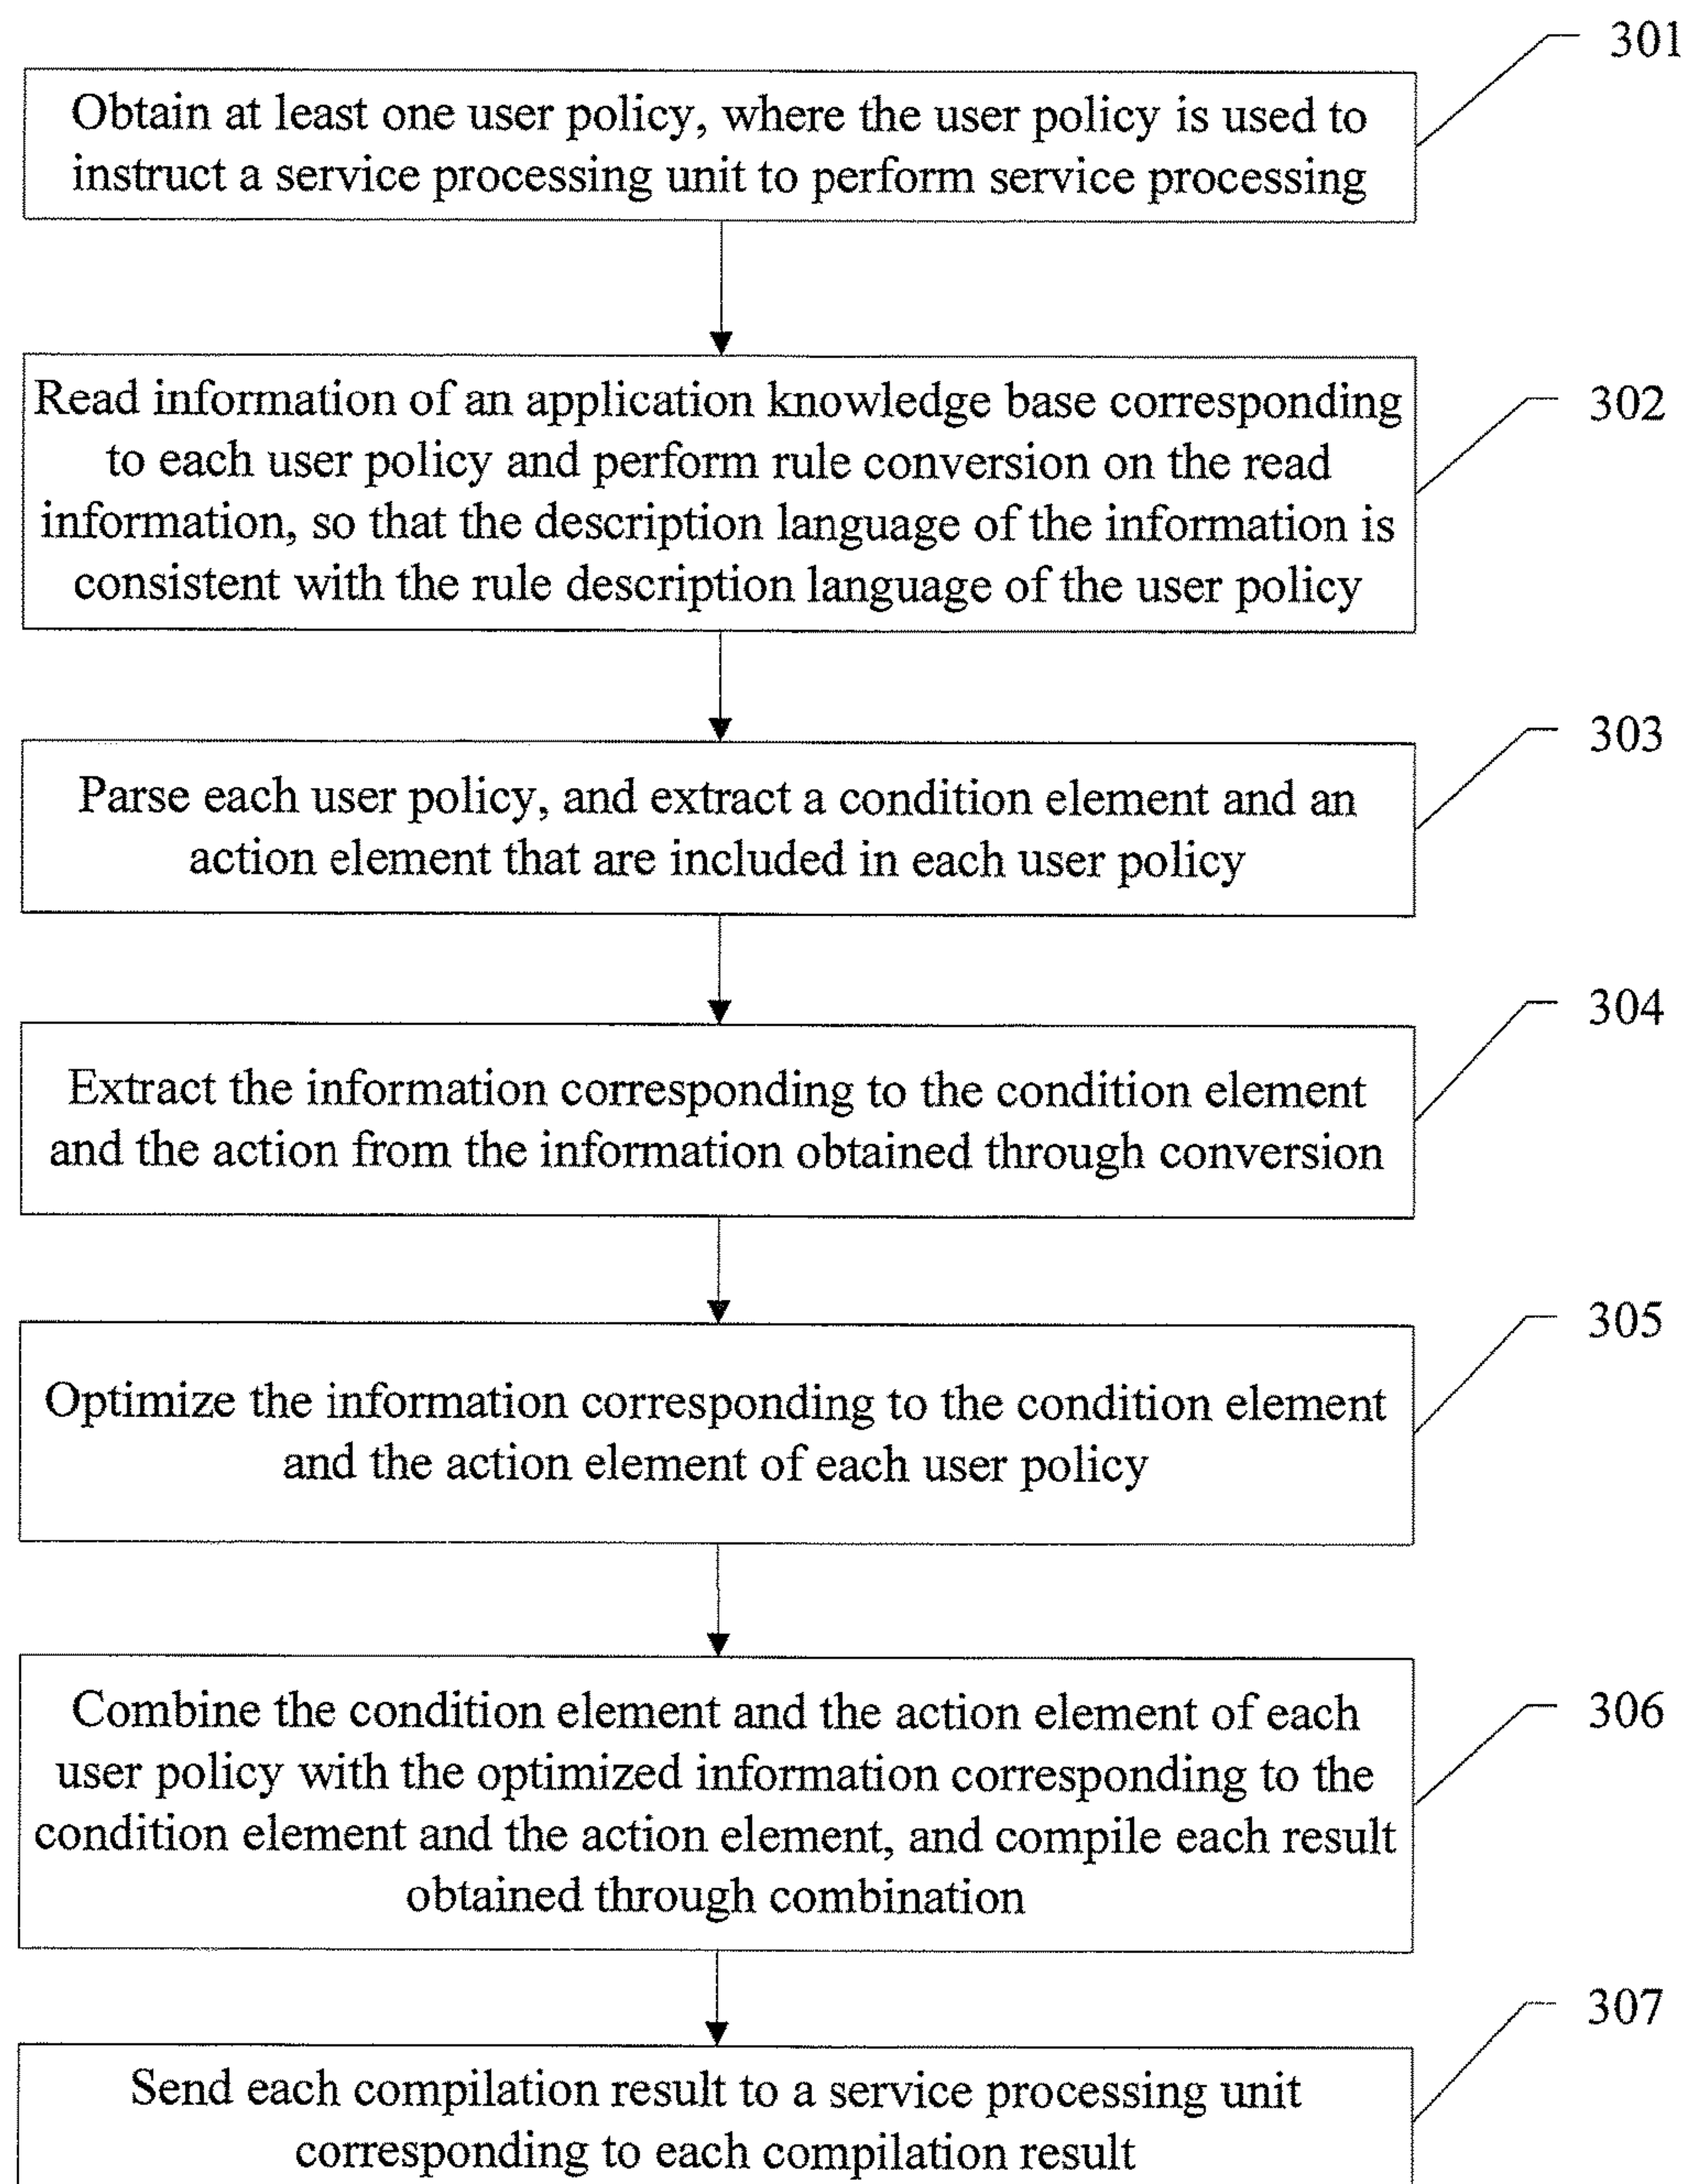 301
Obtain at least one user policy, where the user policy is used to
instruct a service processing unit to perform service processing
302
Read information of an application knowledge base corresponding
to each user policy and perform rule conversion on the read
information, so that the description language of the information is
consistent with the rule description language of the user policy
303
Parse each user policy, and extract a condition element and an
action element that are included in each user policy
304
Extract the information corresponding to the condition element
and the action from the information obtained through conversion
305
Optimize the information corresponding to the condition element
and the action element of each user policy
306
Combine the condition element and the action element of each
user policy with the optimized information corresponding to the
condition element and the action element, and compile each result
obtained through combination
307
Send each compilation result to a service processing unit
corresponding to each compilation result